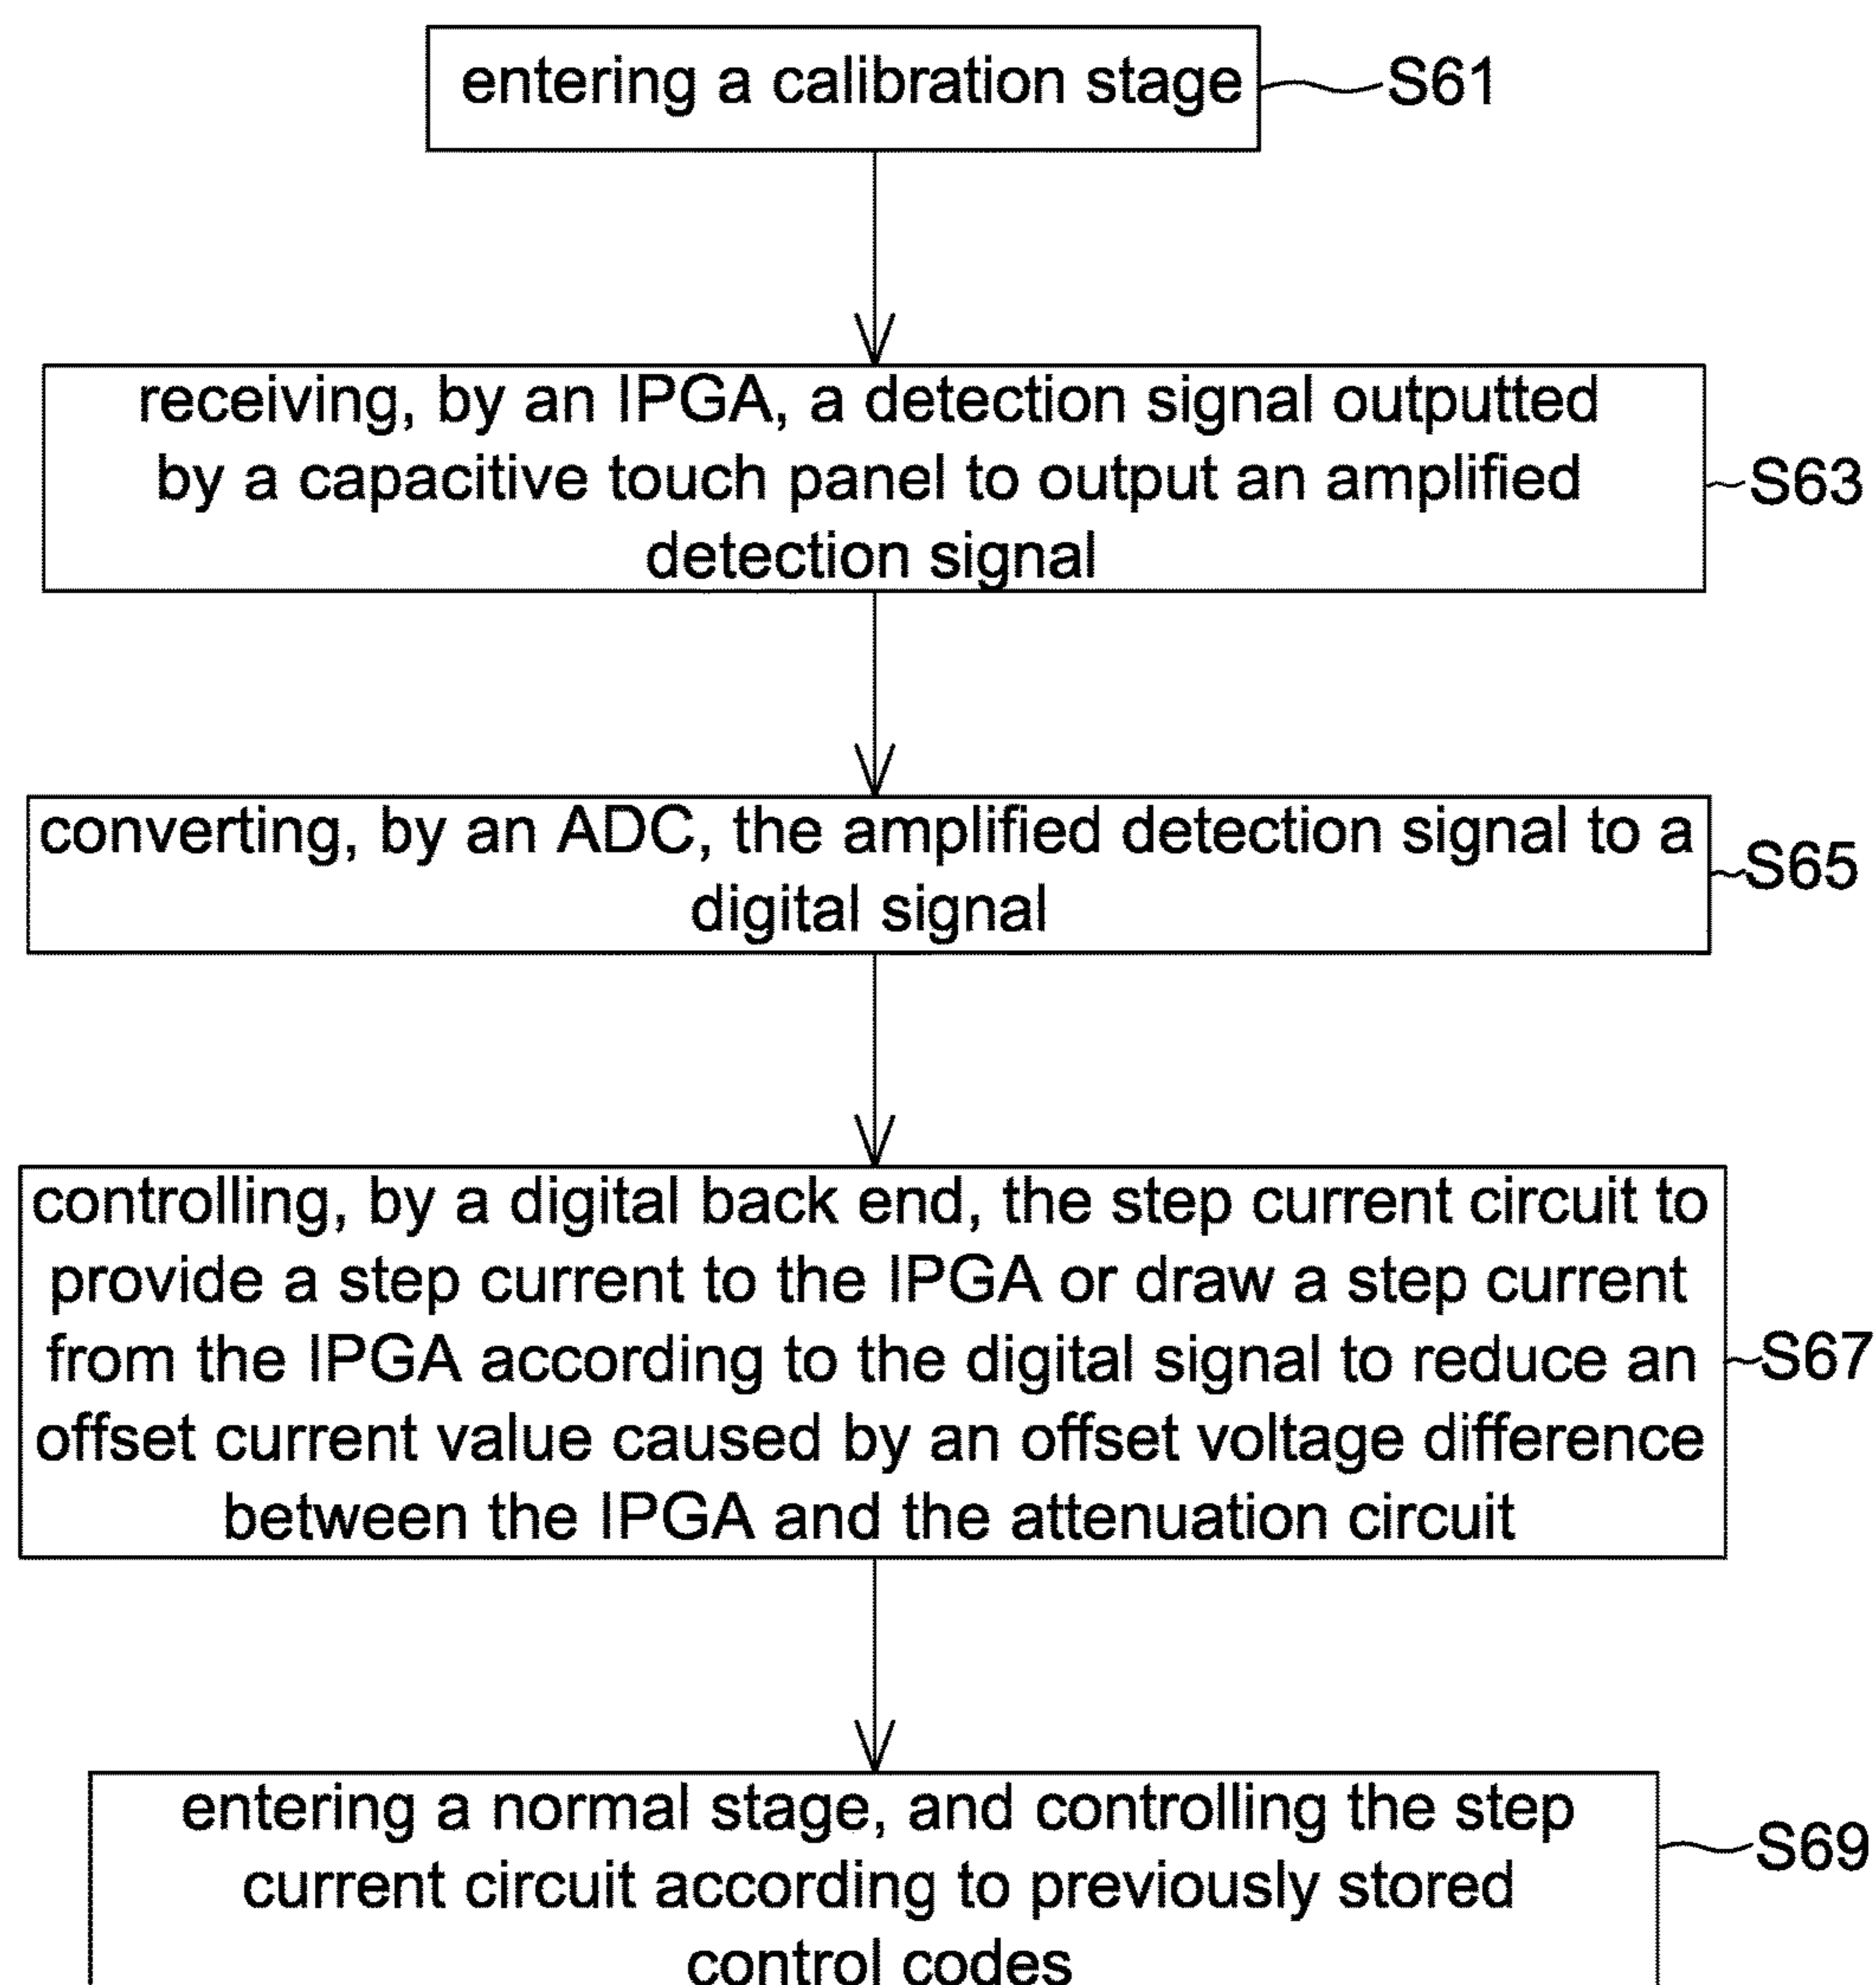 entering a calibration stage
S61
receiving, by an IPGA, a detection signal outputted
by a capacitive touch panel to output an amplified
detection signal
S63
converting, by an ADC, the amplified detection signal to a
digital signal
S65
controlling, by a digital back end, the step current circuit to
provide a step current to the IPGA or draw a step current
from the IPGA according to the digital signal to reduce an
offset current value caused by an offset voltage difference
between the IPGA and the attenuation circuit
S67
entering a normal stage, and controlling the step
current circuit according to previously stored
control codes
S69